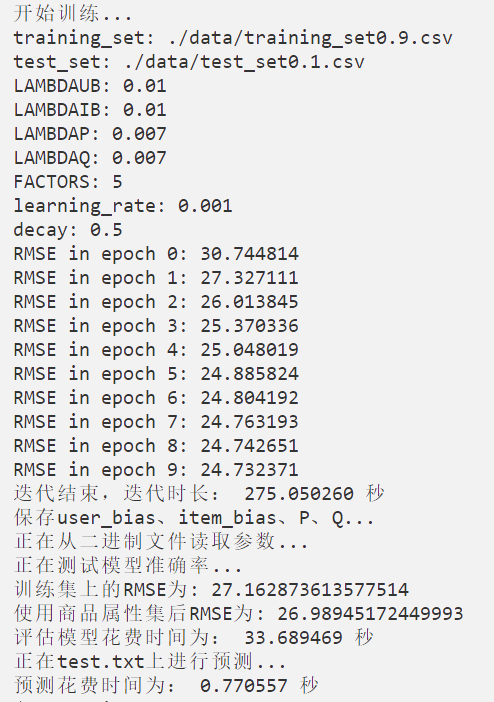 开始训练...
training_set: ./data/training_set0.9.csv
test_set: ./data/test_set0.1.csv
LAMBDAUB: 0.01
LAMBDAIB: 0.01
LAMBDAP: 0.007
LAMBDAQ: 0.007
FACTORS: 5
learning_rate: 0.001
decay: 0.5
RMSE in epoch 0: 30.744814
RMSE in epoch 1: 27.327111
RMSE in epoch 2: 26.013845
RMSE in epoch 3: 25.370336
RMSE in epoch 4: 25.048019
RMSE in epoch 5: 24.885824
RMSE in epoch 6: 24.804192
RMSE in epoch 7: 24.763193
RMSE in epoch 8: 24.742651
RMSE in epoch 9: 24.732371
迭代结束，迭代时长： 275.050260 秒
保存user_bias、item_bias、P、Q...
正在从二进制文件读取参数...
正在测试模型准确率...
训练集上的RMSE为: 27.162873613577514
使用商品属性集后RMSE为: 26.98945172449993
评估模型花费时间为： 33.689469 秒
正在test.txt上进行预测...
预测花费时间为： 0.770557 秒